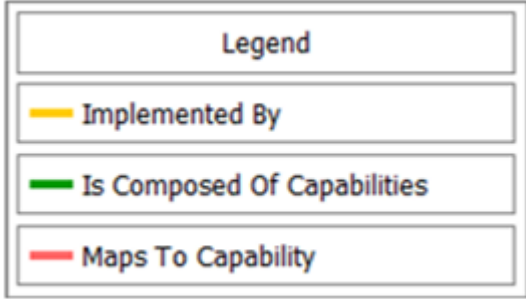 Legend
Implemented By
Is Composed Of Capabilities
Maps To Capability